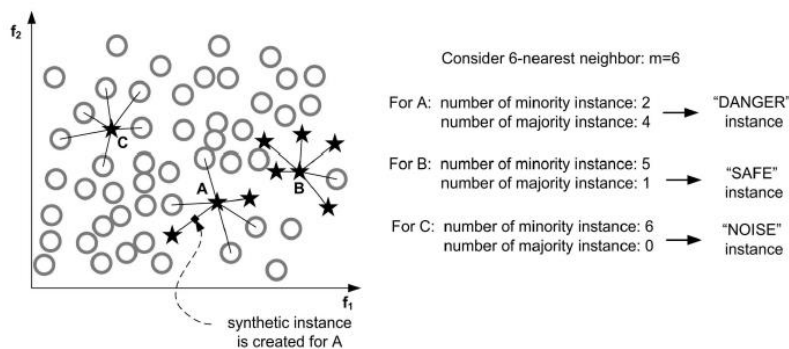 f2
C
A
B
f1
synthetic instance
is created for A
Consider 6-nearest neighbor: m=6
For A: number of minority instance: 2
number of majority instance: 4
"DANGER"
instance
For B: number of minority instance: 5
number of majority instance: 1
"SAFE"
instance
For C: number of minority instance: 6
number of majority instance: 0
"NOISE"
instance